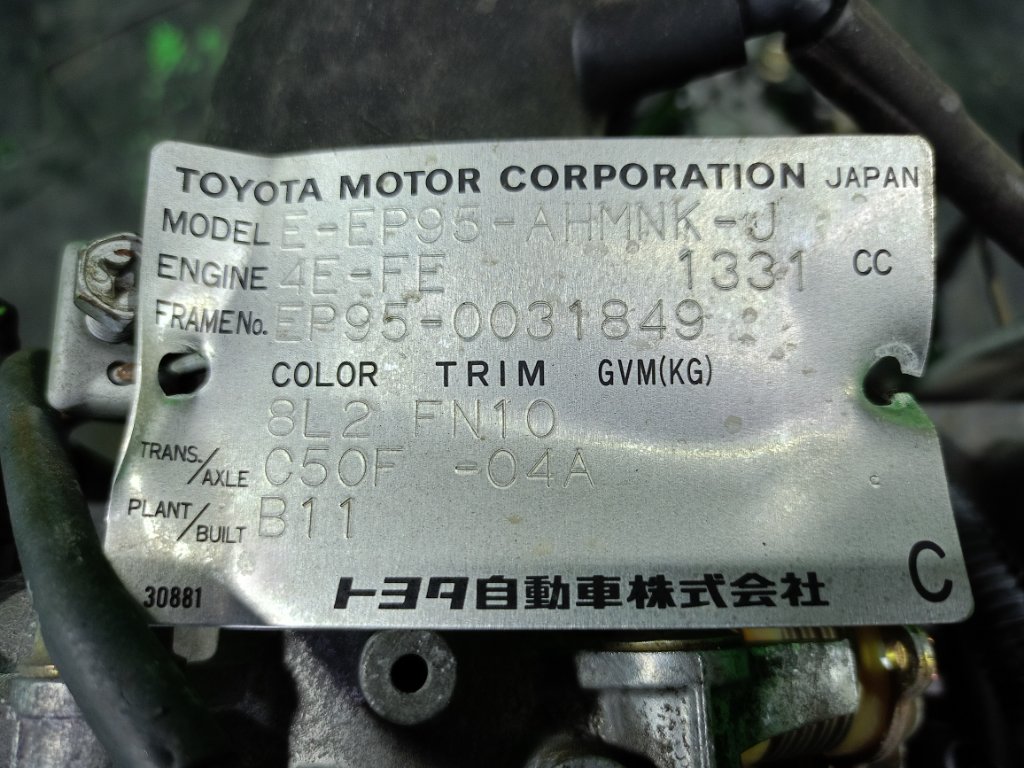 TOYOTA MOTOR CORPORATION JAPAN
MODEL E-EP95-AHMNK-J
ENGINE 4E-FE 1331 CC
FRAME No. EP95-0031849
COLOR TRIM GVM(KG)
8L2 FN10
TRANS./AXLE C50F -04A
PLANT/BUILT B11
30881 トヨタ自動車株式会社 C